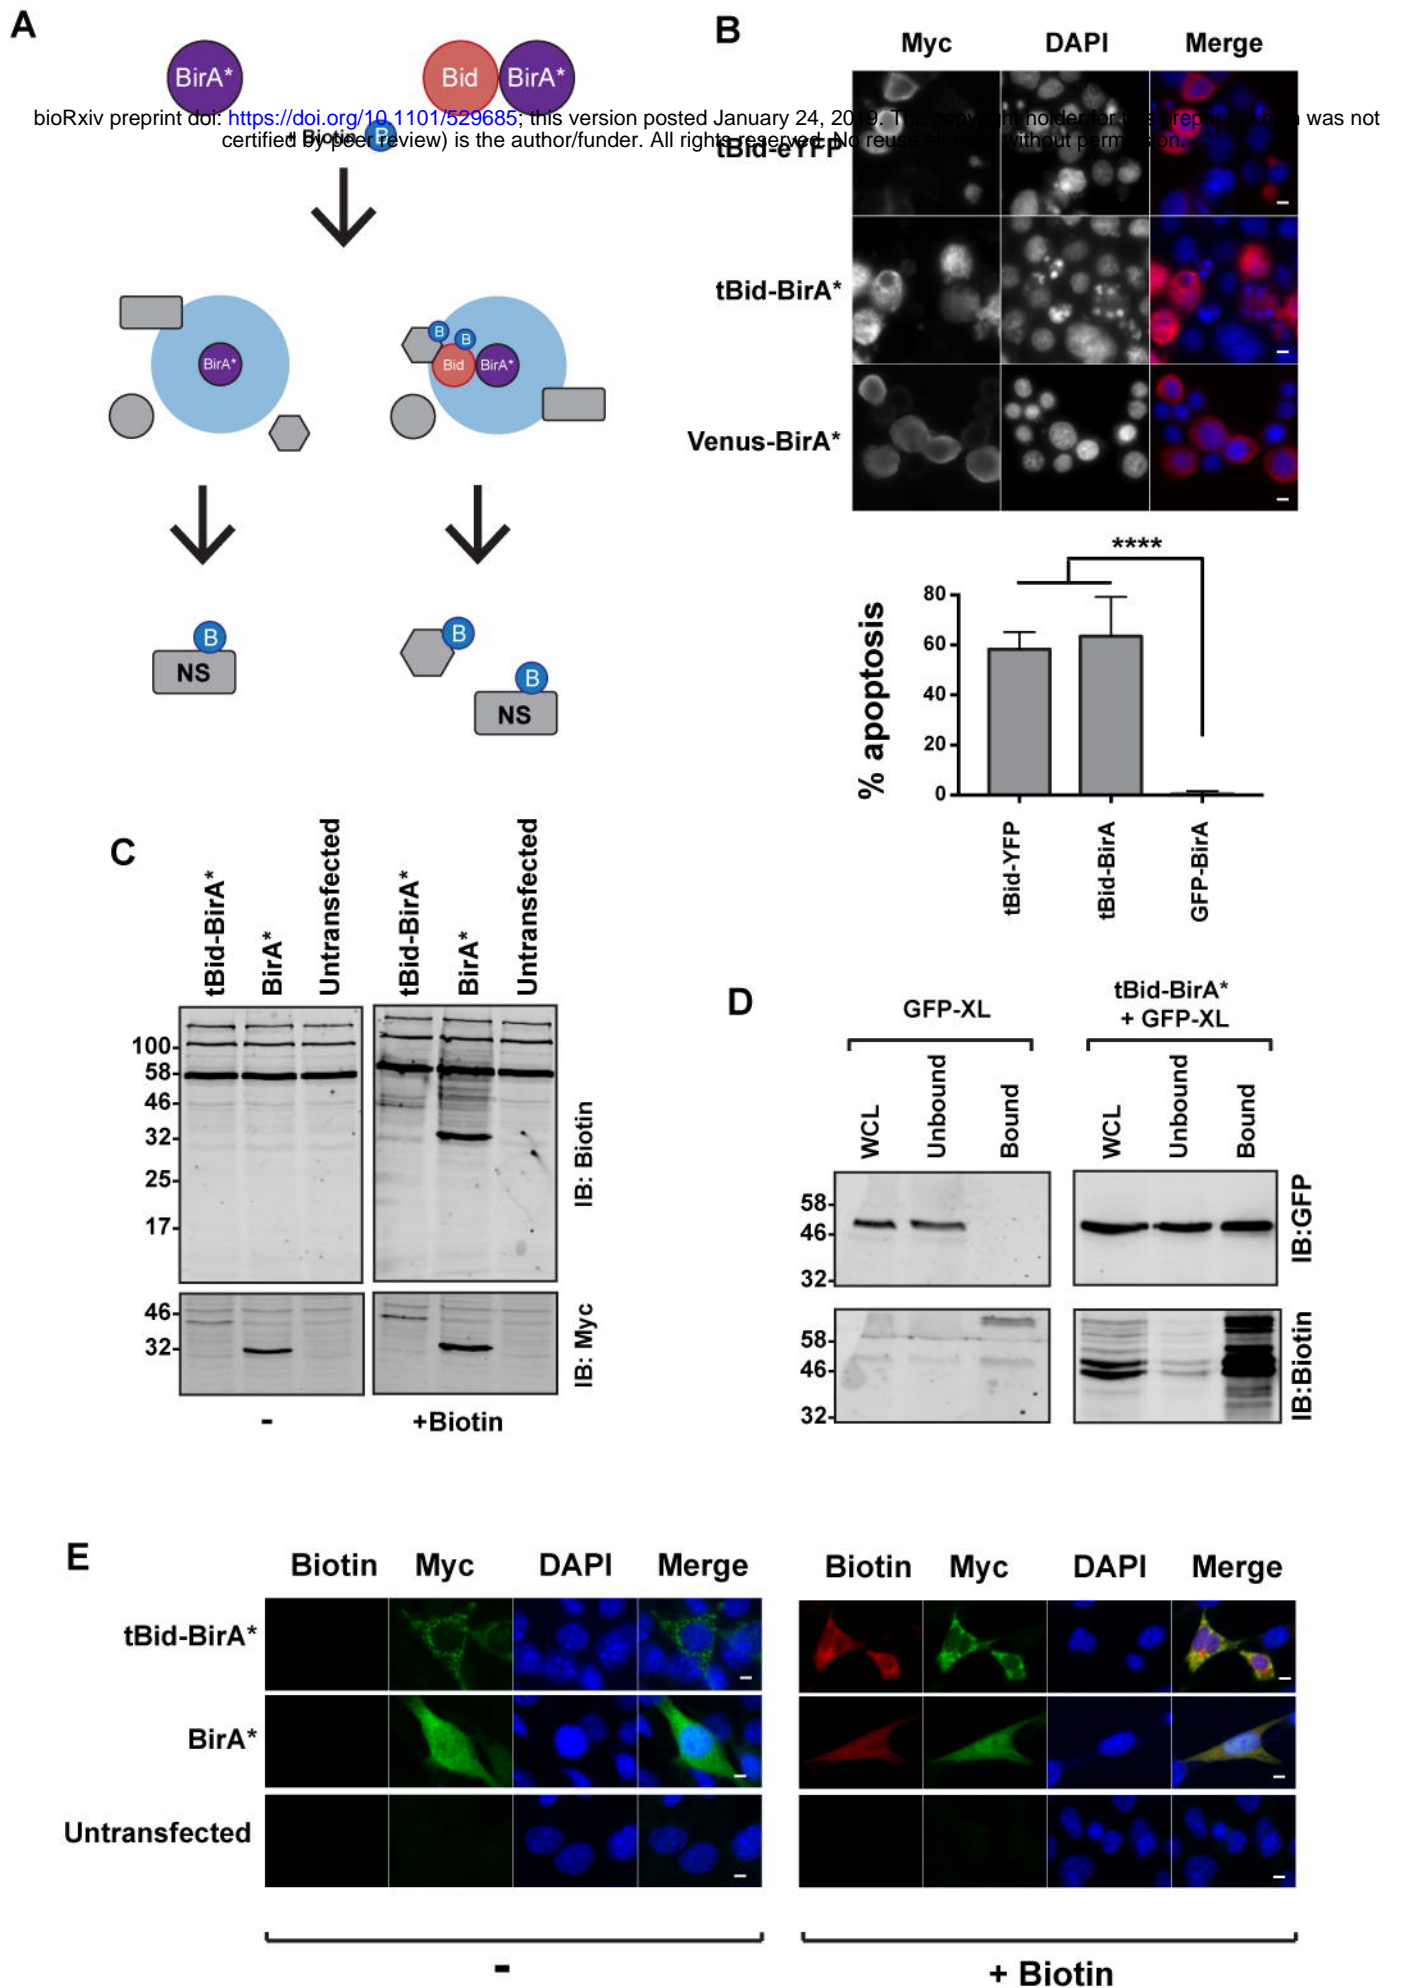 A
BirA*
Bid
BirA*
bioRxiv preprint doi: https://doi.org/10.1101/529685; this version posted January 24, 2019. The copyright holder for this preprint (which was not
certified by peer review) is the author/funder. All rights reserved. No reuse allowed without permission.
+ Biotin
B
BirA*
B
B
Bid
BirA*
B
NS
B
B
NS
B
Myc
DAPI
Merge
tBid-eYFP
tBid-BirA*
Venus-BirA*
****
% apoptosis
80
60
40
20
0
tBid-YFP
tBid-BirA
GFP-BirA
C
tBid-BirA*
BirA*
Untransfected
tBid-BirA*
BirA*
Untransfected
100-
58-
46-
32-
25-
17-
IB: Biotin
46-
32-
IB: Myc
-
+Biotin
D
GFP-XL
tBid-BirA*
+ GFP-XL
WCL
Unbound
Bound
WCL
Unbound
Bound
58-
46-
32-
IB:GFP
58-
46-
32-
IB:Biotin
E
Biotin
Myc
DAPI
Merge
Biotin
Myc
DAPI
Merge
tBid-BirA*
BirA*
Untransfected
-
+ Biotin